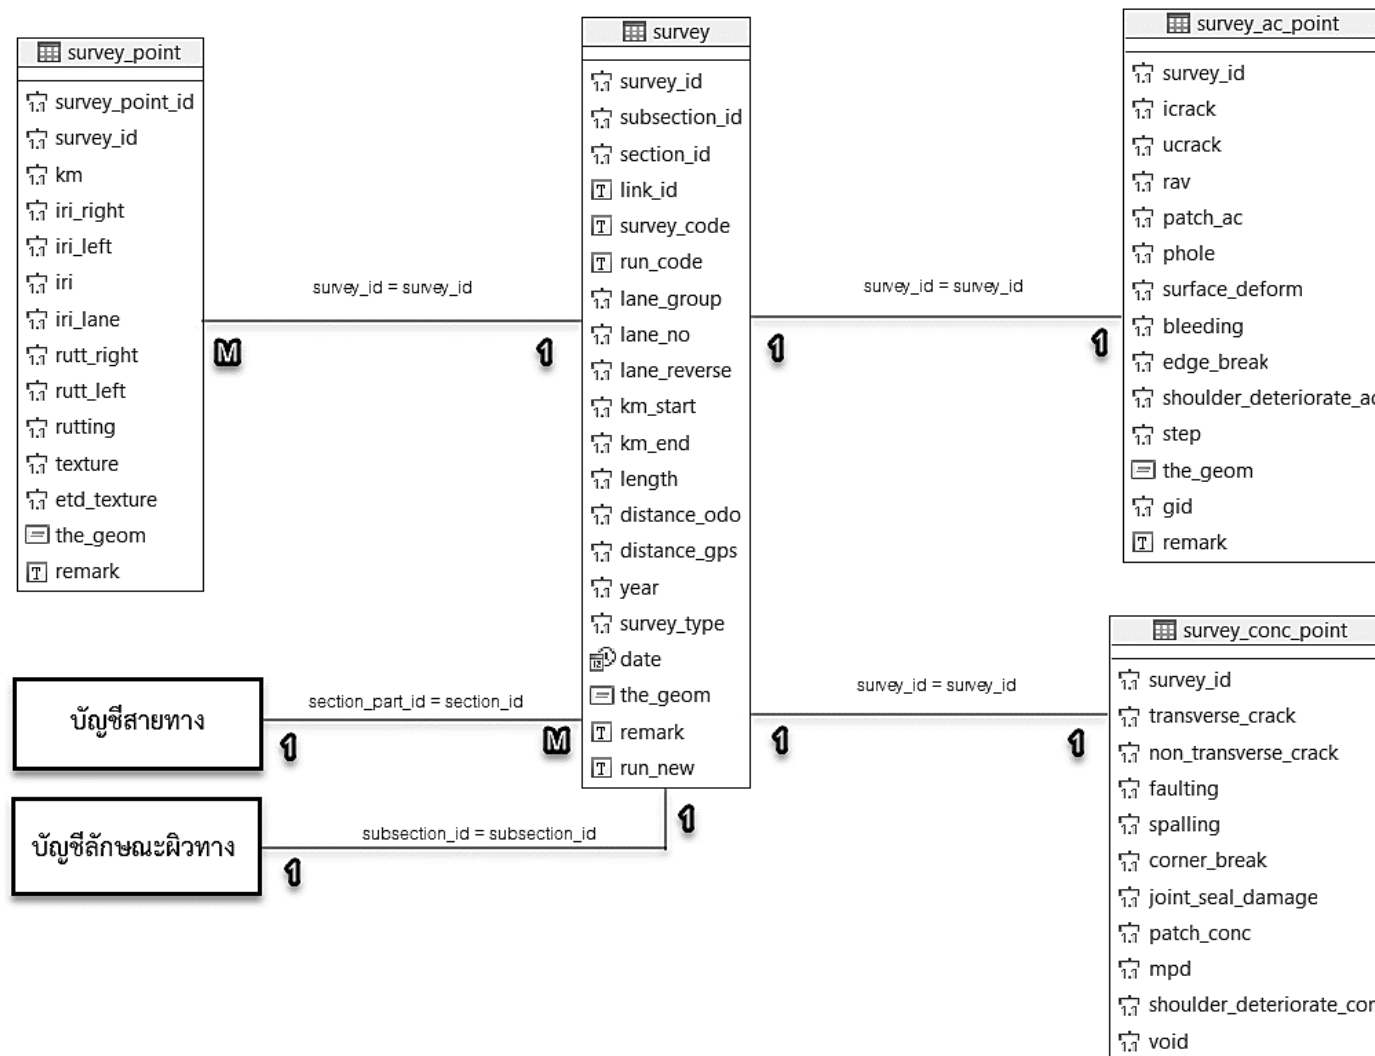 survey_point
survey_point_id
survey_id
km
iri_right
iri_left
iri
iri_lane
rutt_right
rutt_left
rutting
texture
etd_texture
the_geom
remark
survey_id = survey_id
M
1
survey
survey_id
subsection_id
section_id
link_id
survey_code
run_code
lane_group
lane_no
lane_reverse
km_start
km_end
length
distance_odo
distance_gps
year
survey_type
date
the_geom
remark
run_new
survey_id = survey_id
1
1
survey_ac_point
survey_id
icrack
ucrack
rav
patch_ac
phole
surface_deform
bleeding
edge_break
shoulder_deteriorate_ac
step
the_geom
gid
remark
บัญชีสายทาง
section_part_id = section_id
1
M
บัญชีลักษณะผิวทาง
subsection_id = subsection_id
1
1
survey_id = survey_id
1
1
survey_conc_point
survey_id
transverse_crack
non_transverse_crack
faulting
spalling
corner_break
joint_seal_damage
patch_conc
mpd
shoulder_deteriorate_con
void